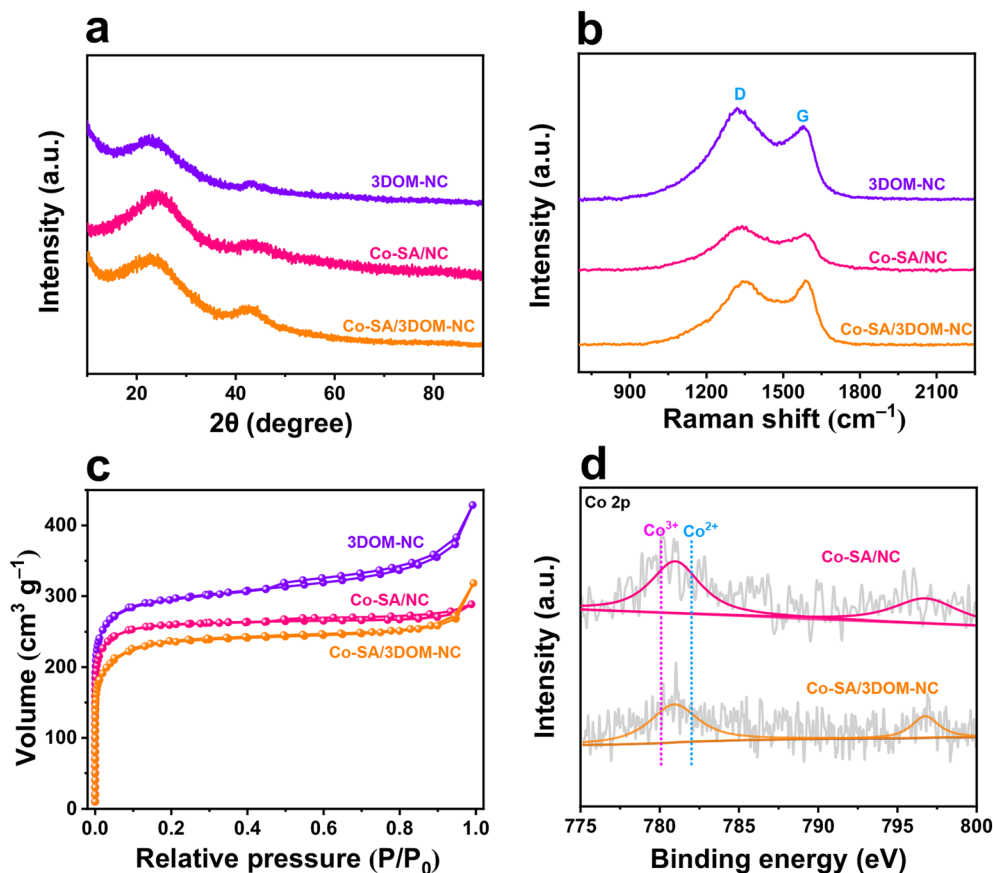 a
Intensity (a.u.)
3DOM-NC
Co-SA/NC
Co-SA/3DOM-NC
20 40 60 80
2θ (degree)
b
Intensity (a.u.)
D
G
3DOM-NC
Co-SA/NC
Co-SA/3DOM-NC
900 1200 1500 1800 2100
Raman shift (cm⁻¹)
c
Volume (cm³ g⁻¹)
400
300
200
100
0
3DOM-NC
Co-SA/NC
Co-SA/3DOM-NC
0.0 0.2 0.4 0.6 0.8 1.0
Relative pressure (P/P₀)
d
Intensity (a.u.)
Co 2p
Co³⁺ Co²⁺
Co-SA/NC
Co-SA/3DOM-NC
775 780 785 790 795 800
Binding energy (eV)